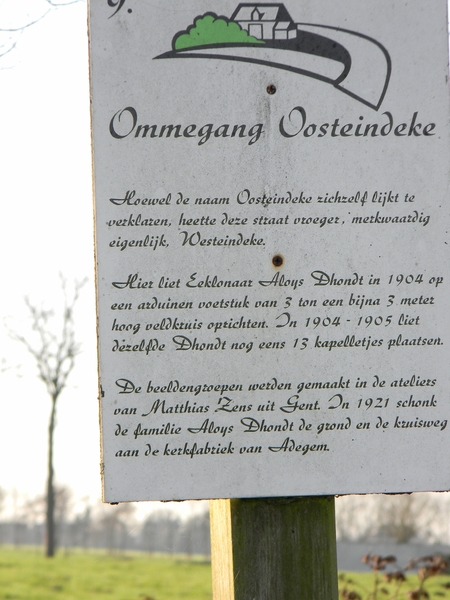 9.
Ommegang Oosteindeke
Hoewel de naam Oosteindeke zichzelf lijkt te
verklaren, heette deze straat vroeger, merkwaardig
eigenlijk, Westeindeke.
Hier liet Eeklonaar Aloys Dhondt in 1904 op
een arduinen voetstuk van 3 ton een bijna 3 meter
hoog veldkruis oprichten. In 1904 - 1905 liet
dezelfde Dhondt nog eens 13 kapelletjes plaatsen.
De beeldengroepen werden gemaakt in de ateliers
van Matthias Zens uit Gent. In 1921 schonk
de familie Aloys Dhondt de grond en de kruisweg
aan de kerkfabriek van Adegem.